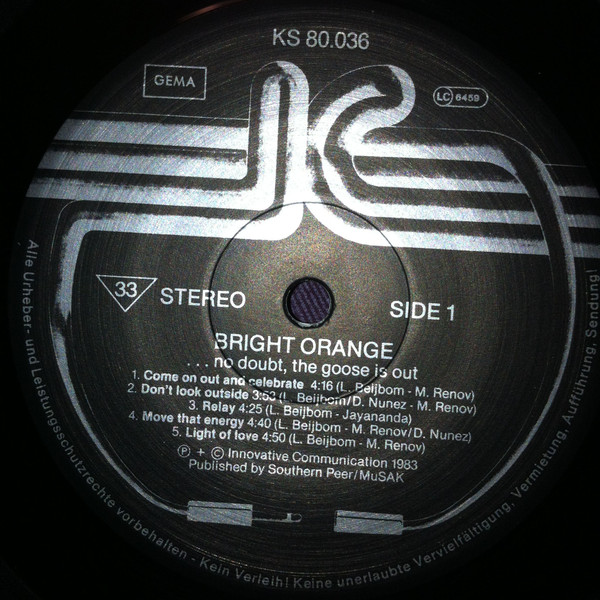 KS 80.036
GEMA
LC 6459
33 STEREO
SIDE 1
BRIGHT ORANGE
...no doubt, the goose is out
1. Come on out and celebrate 4:16 (L. Beijbom - M. Renov)
2. Don't look outside 3:53 (L. Beijbom/D. Nunez - M. Renov)
3. Relay 4:25 (L. Beijbom - Jayananda)
4. Move that energy 4:40 (L. Beijbom - M. Renov/D. Nunez)
5. Light of love 4:50 (L. Beijbom - M. Renov)
Ⓟ + © Innovative Communication 1983
Published by Southern Peer/MuSAK
Alle Urheber- und Leistungsschutzrechte vorbehalten - Kein Verleih! Keine unerlaubte Vervielfältigung, Vermietung, Aufführung, Sendung!